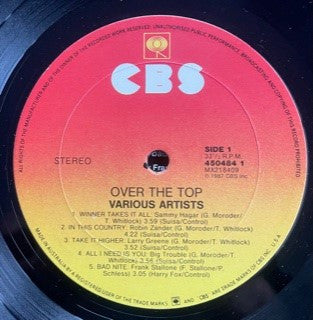 ALL RIGHTS OF THE MANUFACTURER AND OF THE OWNER OF THE RECORDED WORK RESERVED. UNAUTHORISED PUBLIC PERFORMANCE, BROADCASTING AND COPYING OF THIS RECORD PROHIBITED
CBS
STEREO
SIDE 1
33⅓ R.P.M.
450484 1
MX218409
℗ 1987 CBS Inc.
OVER THE TOP
VARIOUS ARTISTS
1. WINNER TAKES IT ALL: Sammy Hagar (G. Moroder/
T. Whitlock) 3.59 (Suisa/Control)
2. IN THIS COUNTRY: Robin Zander (G. Moroder/T. Whitlock)
4.22 (Suisa/Control)
3. TAKE IT HIGHER: Larry Greene (G. Moroder/T. Whitlock)
3.52 (Suisa/Control)
4. ALL I NEED IS YOU: Big Trouble (G. Moroder/
T. Whitlock) 3.56 (Suisa/Control)
5. BAD NITE: Frank Stallone (F. Stallone/P.
Schless) 3.05 (Harry Fox/Control)
MADE IN AUSTRALIA BY
REGISTERED USER OF THE TRADE MARKS
AND CBS ARE TRADE MARKS OF CBS INC. U.S.A.